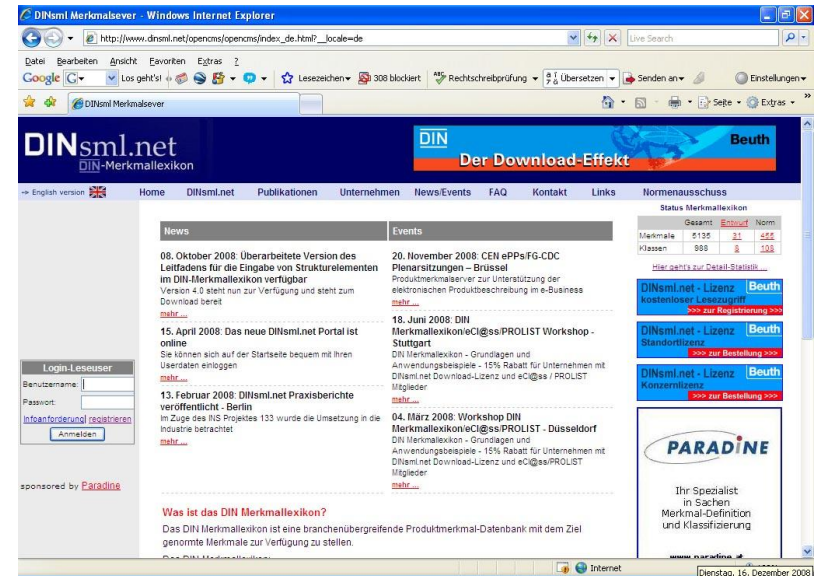 DINsml Merkmalsever - Windows Internet Explorer
http://www.dinsml.net/opencms/opencms/index_de.html?__locale=de
Live Search
Datei Bearbeiten Ansicht Favoriten Extras ?
Google G Los geht's! Lesezeichen 308 blockiert Rechtschreibprüfung Übersetzen Senden an Einstellungen
DINsml Merkmalsever
Seite Extras
DINsml.net
DIN-Merkmallexikon
DIN
Der Download-Effekt
Beuth
English version
Home DINsml.net Publikationen Unternehmen News/Events FAQ Kontakt Links Normenausschuss
News
08. Oktober 2008: Überarbeitete Version des
Leitfadens für die Eingabe von Strukturelementen
im DIN-Merkmallexikon verfügbar
Version 4.0 steht nun zur Verfügung und steht zum
Download bereit
mehr ...
15. April 2008: Das neue DINsml.net Portal ist
online
Sie können sich auf der Startseite bequem mit Ihren
Userdaten einloggen
mehr ...
13. Februar 2008: DINsml.net Praxisberichte
veröffentlicht - Berlin
Im Zuge des INS Projektes 133 wurde die Umsetzung in die
Industrie betrachtet
mehr ...
Events
20. November 2008: CEN ePPs/FG-CDC
Plenarsitzungen – Brüssel
Produktmerkmalserver zur Unterstützung der
elektronischen Produktbeschreibung im e-Business
mehr ...
18. Juni 2008: DIN
Merkmallexikon/eCl@ss/PROLIST Workshop -
Stuttgart
DIN Merkmallexikon - Grundlagen und
Anwendungsbeispiele - 15% Rabatt für Unternehmen mit
DINsml.net Download-Lizenz und eCl@ss / PROLIST
Mitglieder
mehr ...
04. März 2008: Workshop DIN
Merkmallexikon/eCl@ss/PROLIST - Düsseldorf
DIN Merkmallexikon - Grundlagen und
Anwendungsbeispiele - 15% Rabatt für Unternehmen mit
DINsml.net Download-Lizenz und eCl@ss/PROLIST
Mitglieder
mehr ...
Login-Leseuser
Benutzername:
Passwort:
Infoanforderung| registrieren
Anmelden
sponsored by Paradine
Was ist das DIN Merkmallexikon?
Das DIN Merkmallexikon ist eine branchenübergreifende Produktmerkmal-Datenbank mit dem Ziel
genormte Merkmale zur Verfügung zu stellen.
Status Merkmallexikon
Gesamt Entwurf Norm
Merkmale 5135 31 455
Klassen 988 8 108
Hier geht's zur Detail-Statistik ...
DINsml.net - Lizenz Beuth
kostenloser Lesezugriff
>>> zur Registrierung >>>
DINsml.net - Lizenz Beuth
Standortlizenz
>>> zur Bestellung >>>
DINsml.net - Lizenz Beuth
Konzernlizenz
>>> zur Bestellung >>>
PARADINE
Ihr Spezialist
in Sachen
Merkmal-Definition
und Klassifizierung
www.paradine.at
Internet
Dienstag, 16. Dezember 2008